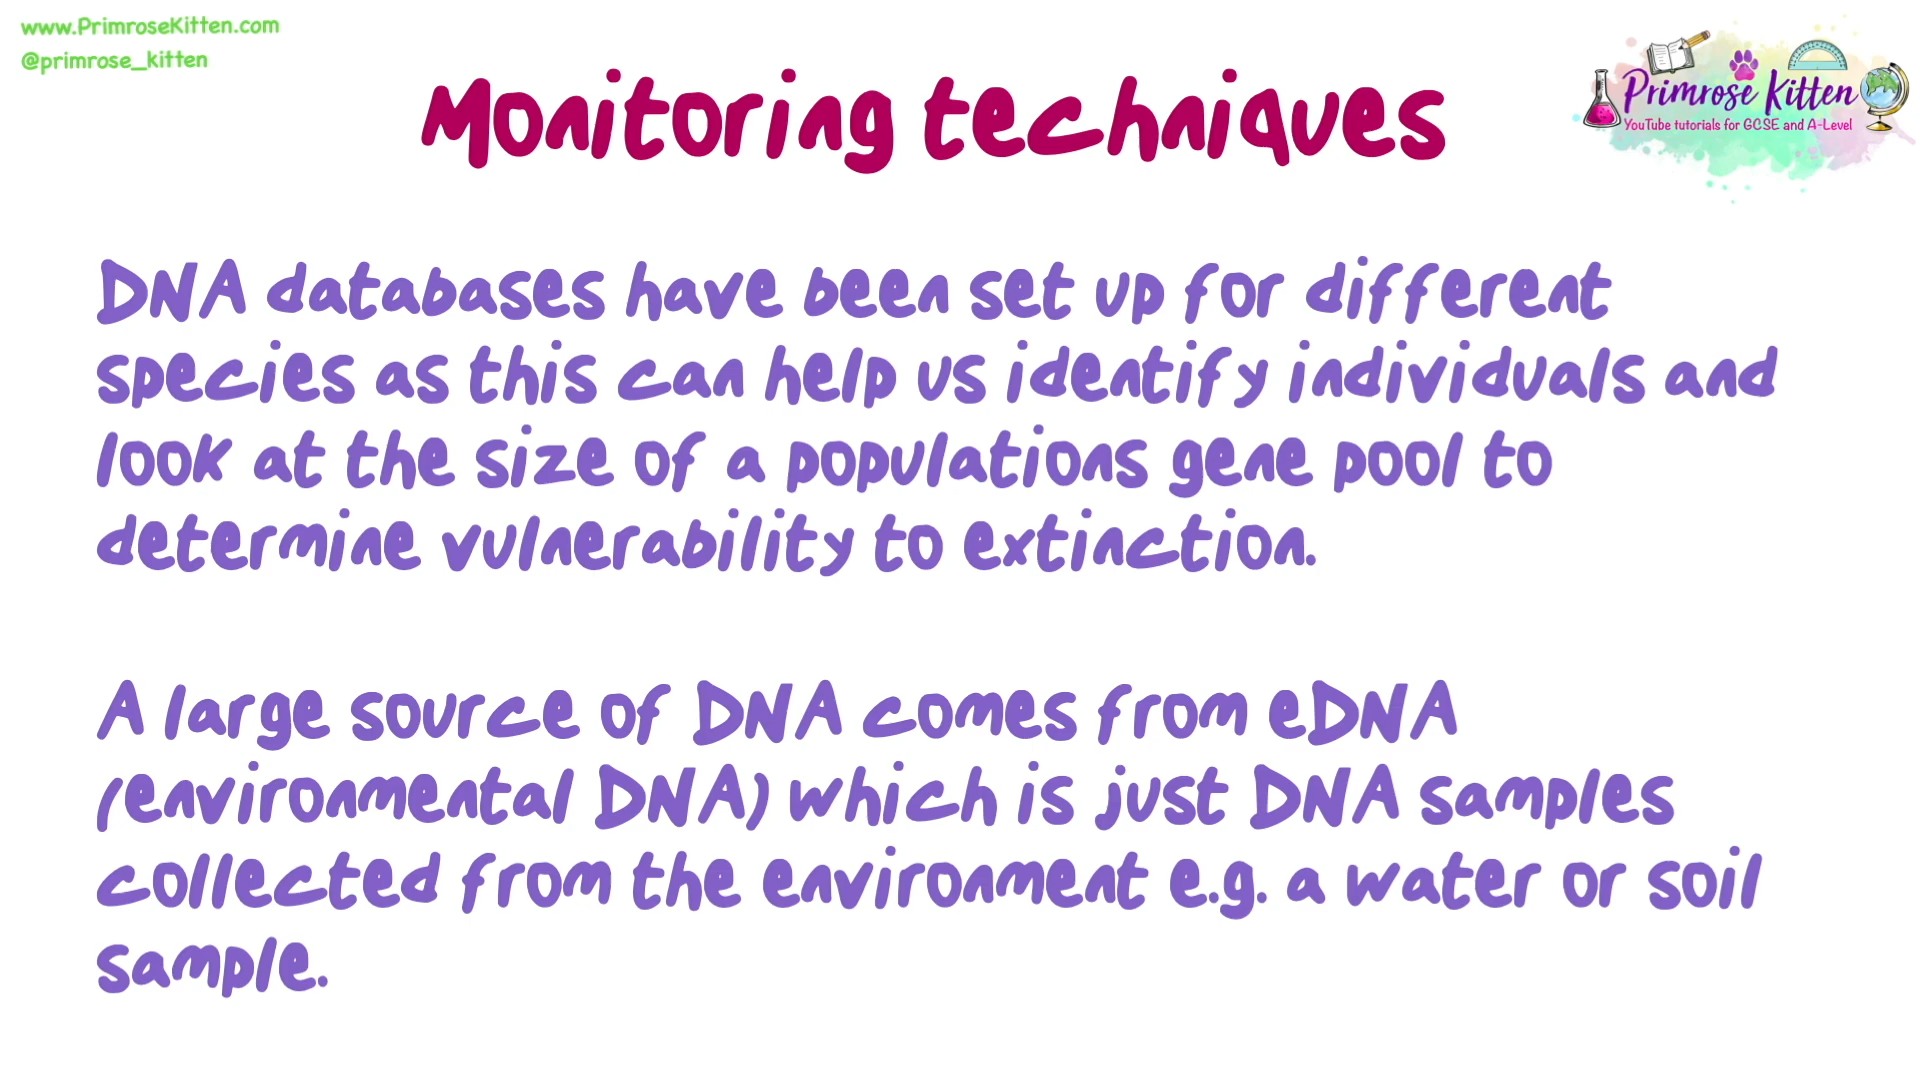 www.PrimroseKitten.com
@primrose_kitten
Monitoring techniques
Primrose Kitten
YouTube tutorials for GCSE and A-Level
DNA databases have been set up for different
species as this can help us identify individuals and
look at the size of a populations gene pool to
determine vulnerability to extinction.
A large source of DNA comes from eDNA
(environmental DNA) which is just DNA samples
collected from the environment e.g. a water or soil
sample.